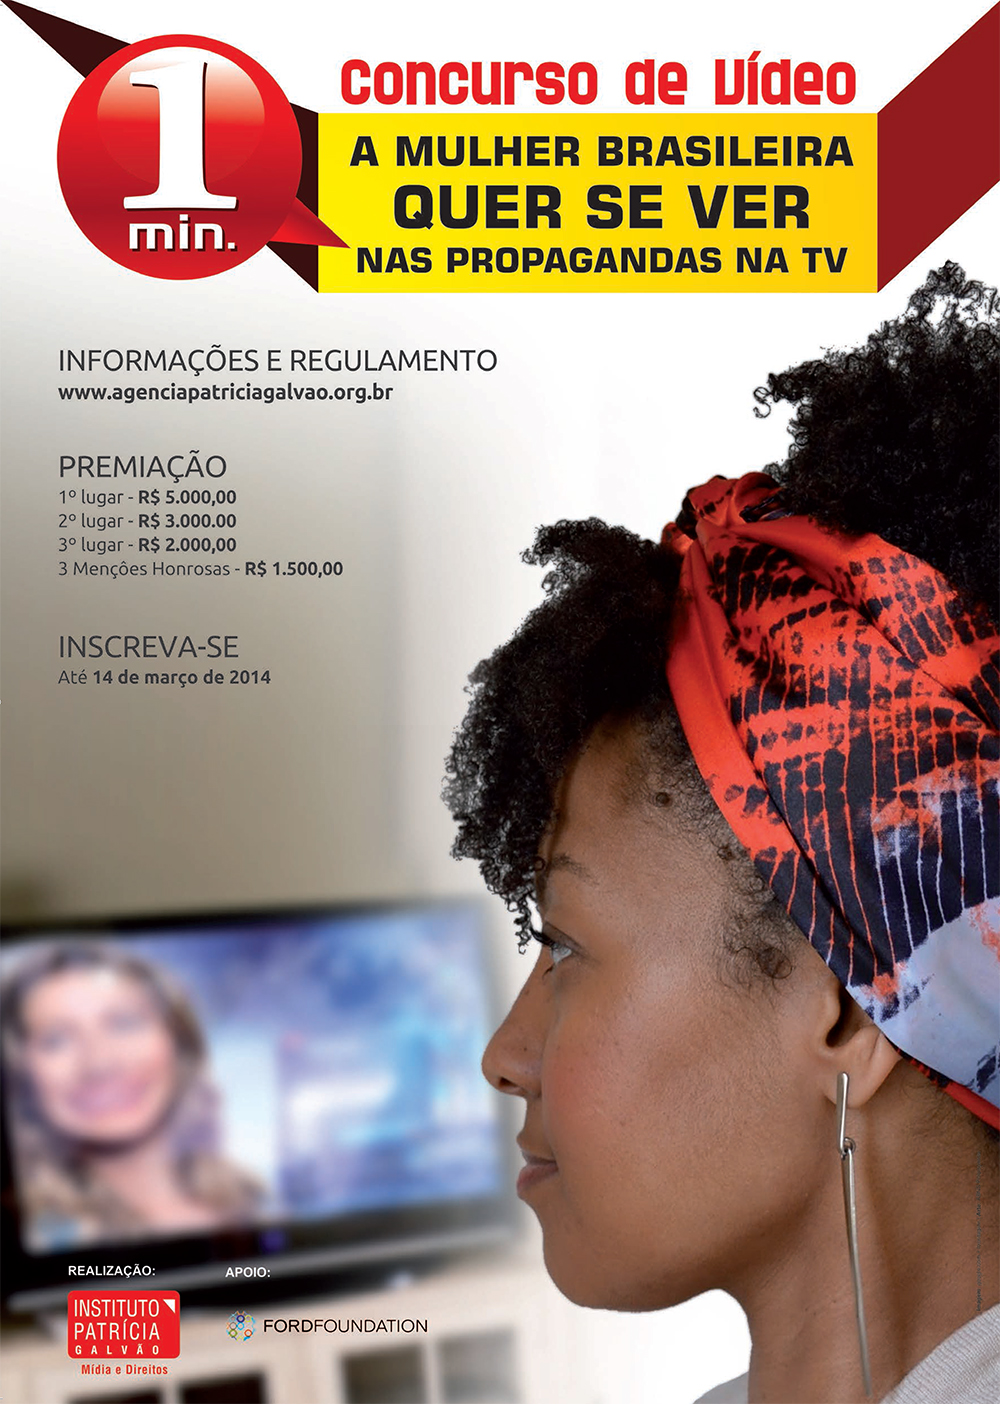 1
min.
Concurso de Vídeo
A MULHER BRASILEIRA
QUER SE VER
NAS PROPAGANDAS NA TV
INFORMAÇÕES E REGULAMENTO
www.agenciapatriciagalvao.org.br
PREMIAÇÃO
1º lugar - R$ 5.000,00
2º lugar - R$ 3.000.00
3º lugar - R$ 2.000,00
3 Mençôes Honrosas - R$ 1.500,00
INSCREVA-SE
Até 14 de março de 2014
REALIZAÇÃO:
INSTITUTO
PATRÍCIA
GALVÃO
Mídia e Direitos
APOIO:
FORDFOUNDATION